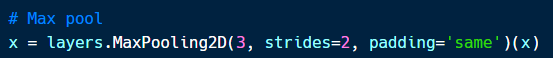 # Max pool
x = layers.MaxPooling2D(3, strides=2, padding='same')(x)